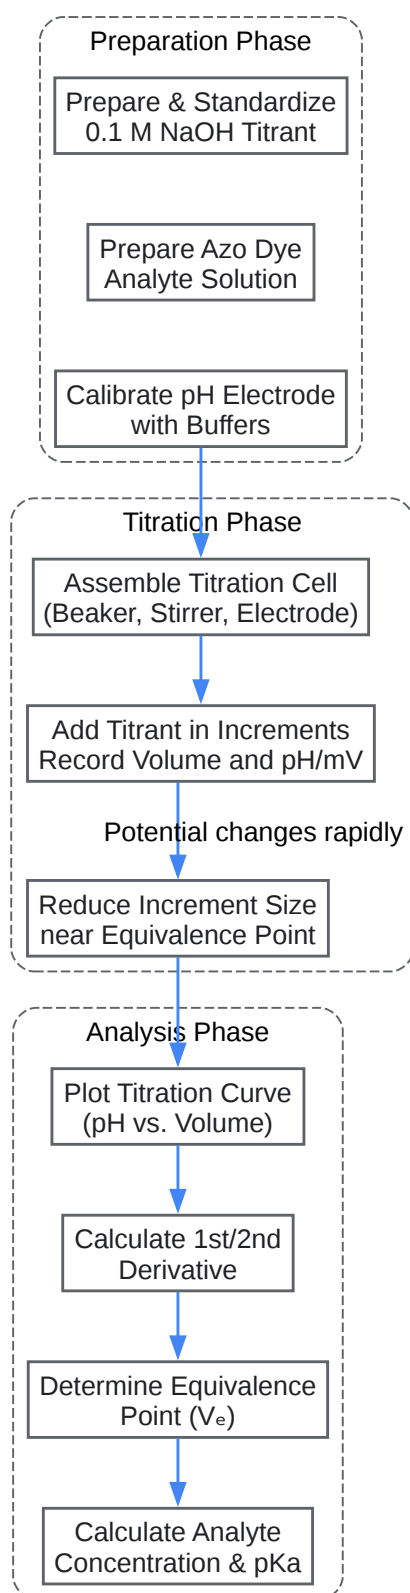 Preparation Phase
Prepare & Standardize
0.1 M NaOH Titrant
Prepare Azo Dye
Analyte Solution
Calibrate pH Electrode
with Buffers
Titration Phase
Assemble Titration Cell
(Beaker, Stirrer, Electrode)
Add Titrant in Increments
Record Volume and pH/mV
Potential changes rapidly
Reduce Increment Size
near Equivalence Point
Analysis Phase
Plot Titration Curve
(pH vs. Volume)
Calculate 1st/2nd
Derivative
Determine Equivalence
Point (Vₑ)
Calculate Analyte
Concentration & pKa